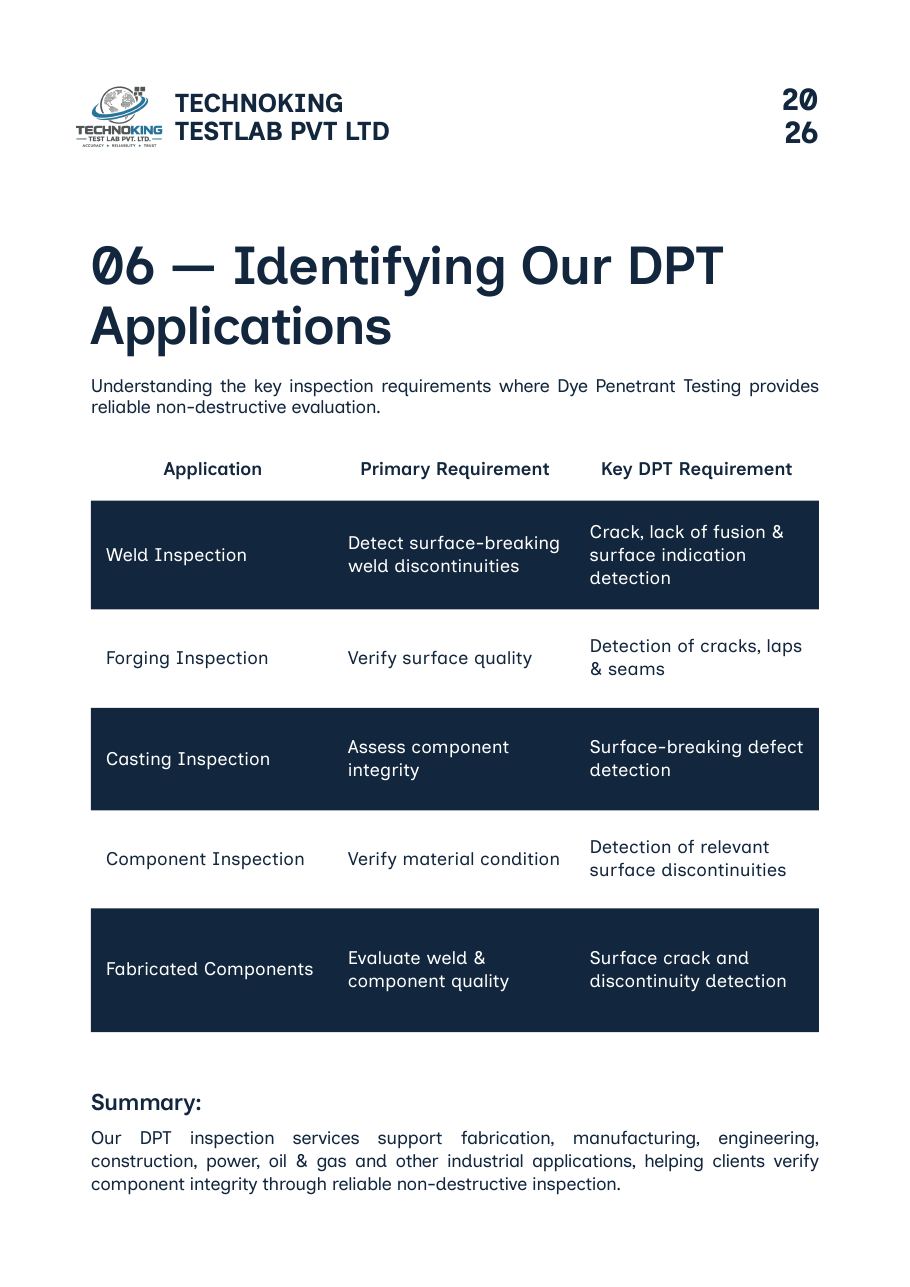 TECHNOKING
TEST LAB PVT. LTD.
ACCURACY • RELIABILITY • TRUST
TECHNOKING
TESTLAB PVT LTD
20
26
06 — Identifying Our DPT
Applications
Understanding the key inspection requirements where Dye Penetrant Testing provides
reliable non-destructive evaluation.
Application
Primary Requirement
Key DPT Requirement
Weld Inspection
Detect surface-breaking
weld discontinuities
Crack, lack of fusion &
surface indication
detection
Forging Inspection
Verify surface quality
Detection of cracks, laps
& seams
Casting Inspection
Assess component
integrity
Surface-breaking defect
detection
Component Inspection
Verify material condition
Detection of relevant
surface discontinuities
Fabricated Components
Evaluate weld &
component quality
Surface crack and
discontinuity detection
Summary:
Our DPT inspection services support fabrication, manufacturing, engineering,
construction, power, oil & gas and other industrial applications, helping clients verify
component integrity through reliable non-destructive inspection.